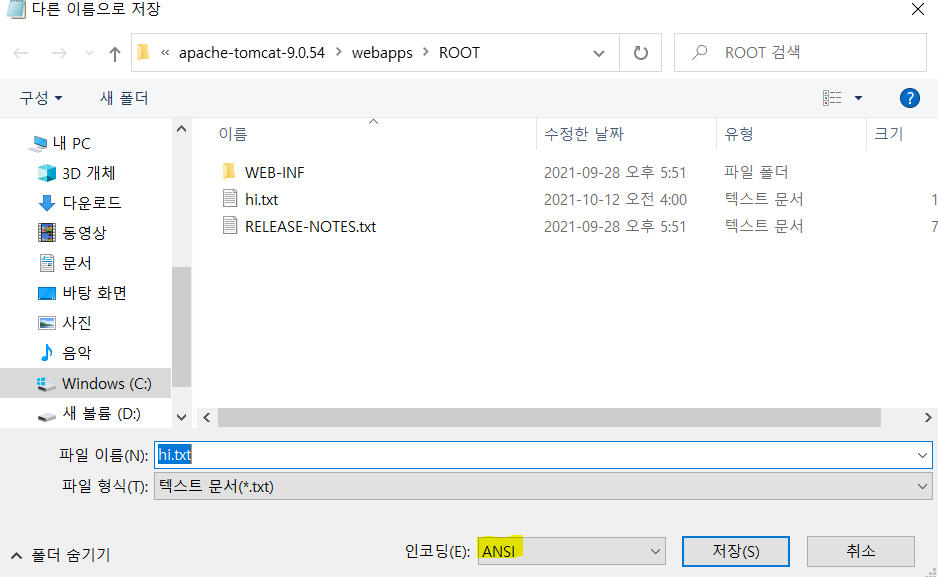 다른 이름으로 저장
« apache-tomcat-9.0.54 > webapps > ROOT
ROOT 검색
구성
새 폴더
?
내 PC
3D 개체
다운로드
동영상
문서
바탕 화면
사진
음악
Windows (C:)
새 볼륨 (D:)
이름 수정한 날짜 유형 크기
WEB-INF 2021-09-28 오후 5:51 파일 폴더
hi.txt 2021-10-12 오전 4:00 텍스트 문서 1
RELEASE-NOTES.txt 2021-09-28 오후 5:51 텍스트 문서 7
파일 이름(N): hi.txt
파일 형식(T): 텍스트 문서(*.txt)
폴더 숨기기
인코딩(E): ANSI
저장(S)
취소